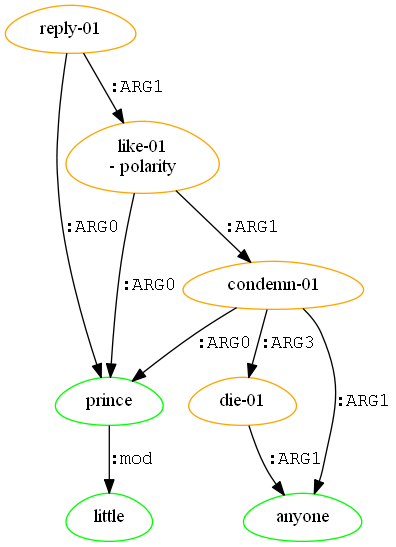 reply-01
:ARG1
like-01
- polarity
:ARG0
:ARG0
:ARG1
condemn-01
:ARG0
:ARG3
:ARG1
prince
die-01
:mod
:ARG1
little
anyone